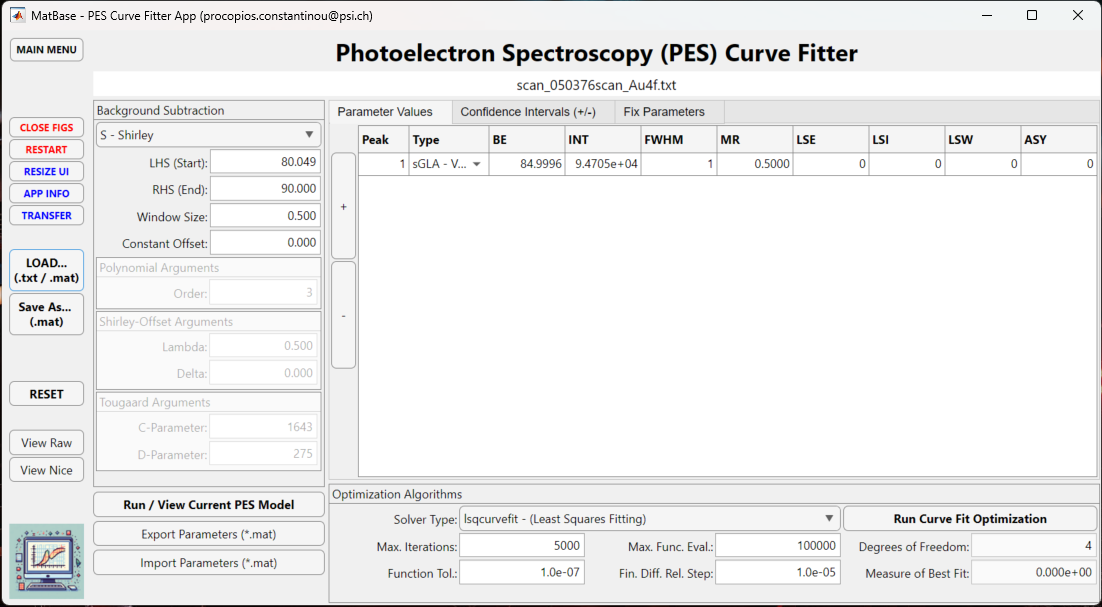 MatBase - PES Curve Fitter App (procopios.constantinou@psi.ch)
MAIN MENU
Photoelectron Spectroscopy (PES) Curve Fitter
scan_050376scan_Au4f.txt
CLOSE FIGS
RESTART
RESIZE UI
APP INFO
TRANSFER
LOAD...
(.txt / .mat)
Save As...
(.mat)
RESET
View Raw
View Nice
Background Subtraction
S - Shirley
LHS (Start): 80.049
RHS (End): 90.000
Window Size: 0.500
Constant Offset: 0.000
Polynomial Arguments
Order: 3
Shirley-Offset Arguments
Lambda: 0.500
Delta: 0.000
Tougaard Arguments
C-Parameter: 1643
D-Parameter: 275
Run / View Current PES Model
Export Parameters (*.mat)
Import Parameters (*.mat)
Parameter Values Confidence Intervals (+/-) Fix Parameters
+
-
Peak Type BE INT FWHM MR LSE LSI LSW ASY
1 sGLA - V... 84.9996 9.4705e+04 1 0.5000 0 0 0 0
Optimization Algorithms
Solver Type: lsqcurvefit - (Least Squares Fitting) Run Curve Fit Optimization
Max. Iterations: 5000 Max. Func. Eval.: 100000 Degrees of Freedom: 4
Function Tol.: 1.0e-07 Fin. Diff. Rel. Step: 1.0e-05 Measure of Best Fit: 0.000e+00